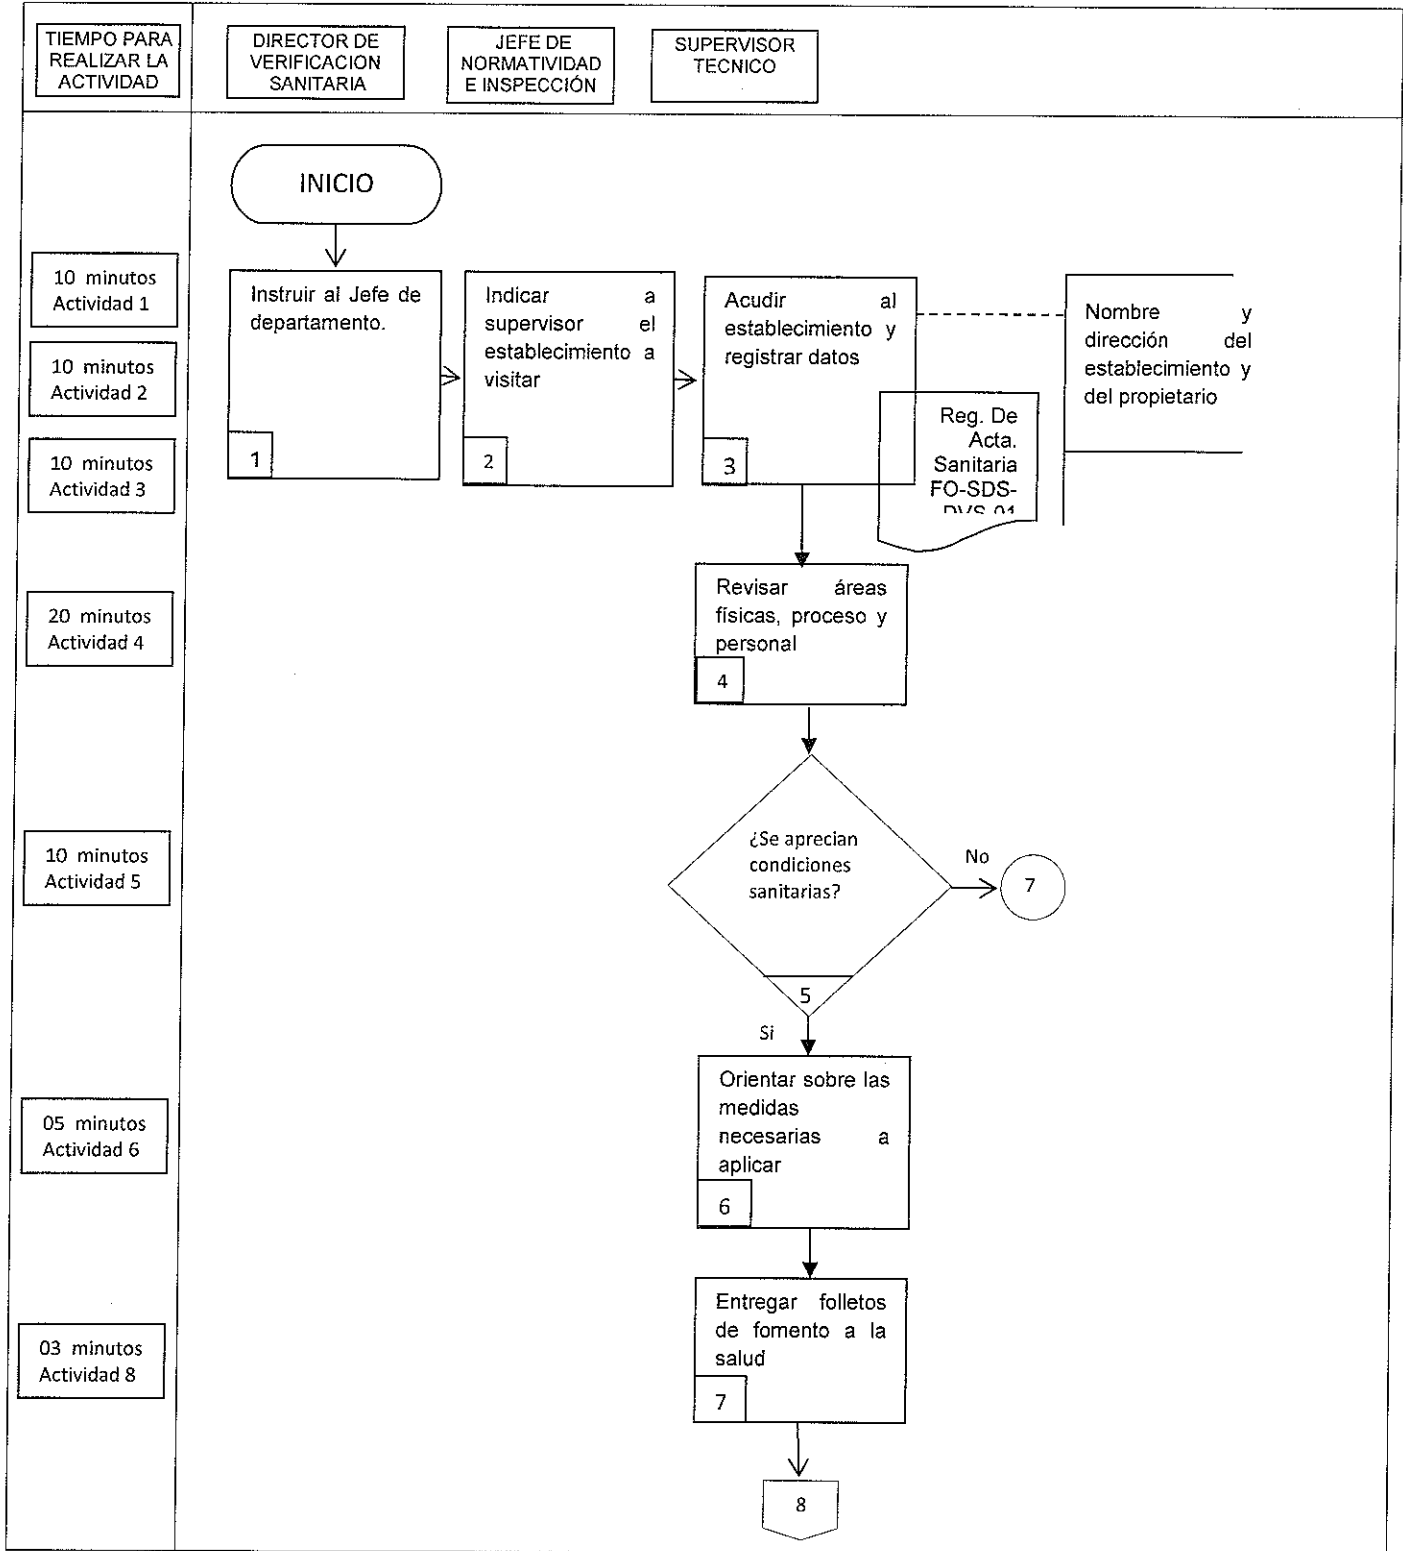 TIEMPO PARA
REALIZAR LA
ACTIVIDAD
DIRECTOR DE
VERIFICACION
SANITARIA
JEFE DE
NORMATIVIDAD
E INSPECCIÓN
SUPERVISOR
TECNICO
INICIO
10 minutos
Actividad 1
10 minutos
Actividad 2
10 minutos
Actividad 3
Instruir al Jefe de
departamento.
1
Indicar a
supervisor el
establecimiento a
visitar
2
Acudir al
establecimiento y
registrar datos
3
Reg. De
Acta.
Sanitaria
FO-SDS-
DVS-01
Nombre y
dirección del
establecimiento y
del propietario
20 minutos
Actividad 4
Revisar áreas
físicas, proceso y
personal
4
10 minutos
Actividad 5
¿Se aprecian
condiciones
sanitarias?
5
No
7
Si
05 minutos
Actividad 6
Orientar sobre las
medidas
necesarias a
aplicar
6
03 minutos
Actividad 8
Entregar folletos
de fomento a la
salud
7
8